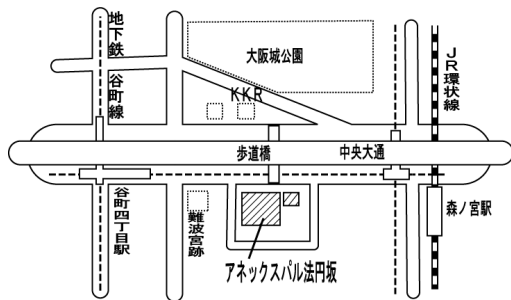 地下鉄
谷町線
大阪城公園
JR環状線
KKR
歩道橋
中央大通
谷町四丁目駅
難波宮跡
森ノ宮駅
アネックスパル法円坂